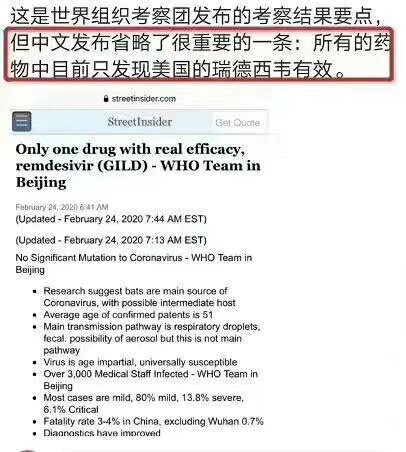 这是世界组织考察团发布的考察结果要点，
但中文发布省略了很重要的一条：所有的药
物中目前只发现美国的瑞德西韦有效。
streetinsider.com
StreetInsider
Get Quote
Only one drug with real efficacy,
remdesivir (GILD) - WHO Team in
Beijing
February 24, 2020 6:41 AM
(Updated - February 24, 2020 7:44 AM EST)
(Updated - February 24, 2020 7:13 AM EST)
No Significant Mutation to Coronavirus - WHO Team in
Beijing
• Research suggest bats are main source of
Coronavirus, with possible intermediate host
• Average age of confirmed patents is 51
• Main transmission pathway is respiratory droplets,
fecal. possibility of aerosol but this is not main
pathway
• Virus is age impartial, universally susceptible
• Over 3,000 Medical Staff Infected - WHO Team in
Beijing
• Most cases are mild, 80% mild, 13.8% severe,
6.1% Critical
• Fatality rate 3-4% in China, excluding Wuhan 0.7%
• Diagnostics have improved